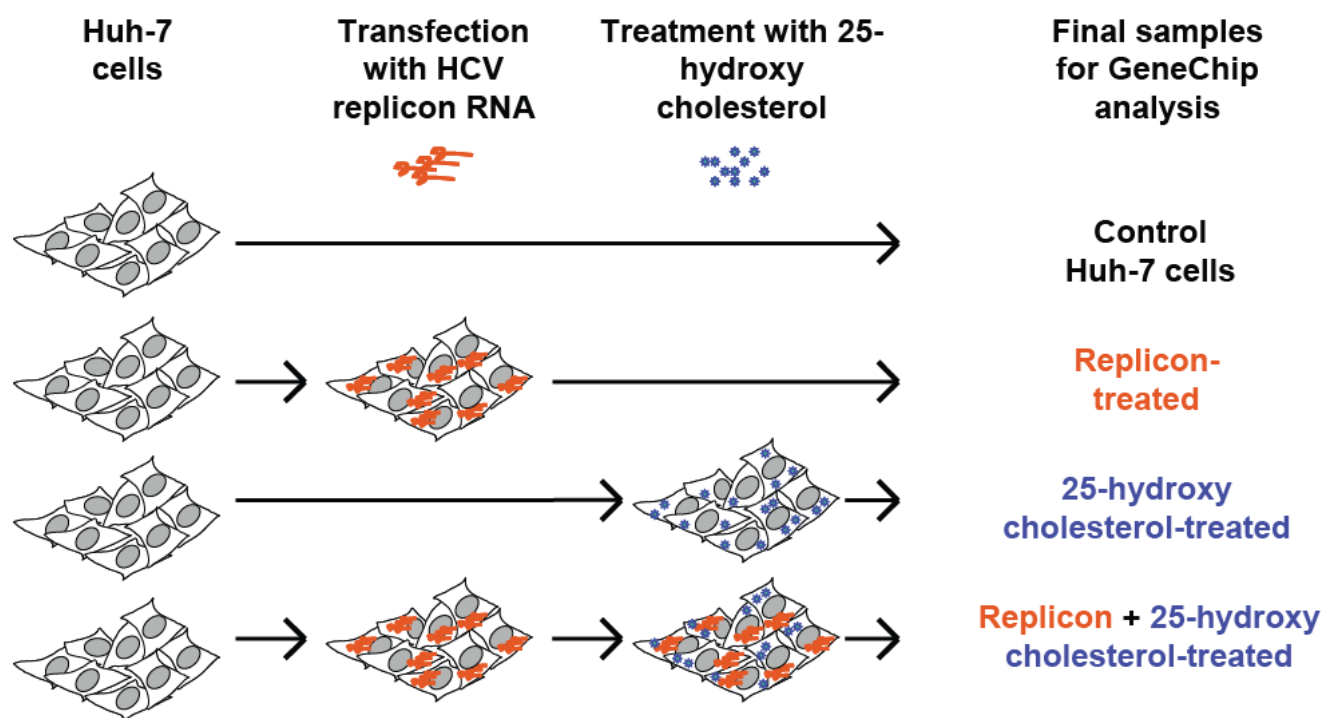 Huh-7
cells
Transfection
with HCV
replicon RNA
Treatment with 25-
hydroxy
cholesterol
Final samples
for GeneChip
analysis
Control
Huh-7 cells
Replicon-
treated
25-hydroxy
cholesterol-treated
Replicon + 25-hydroxy
cholesterol-treated